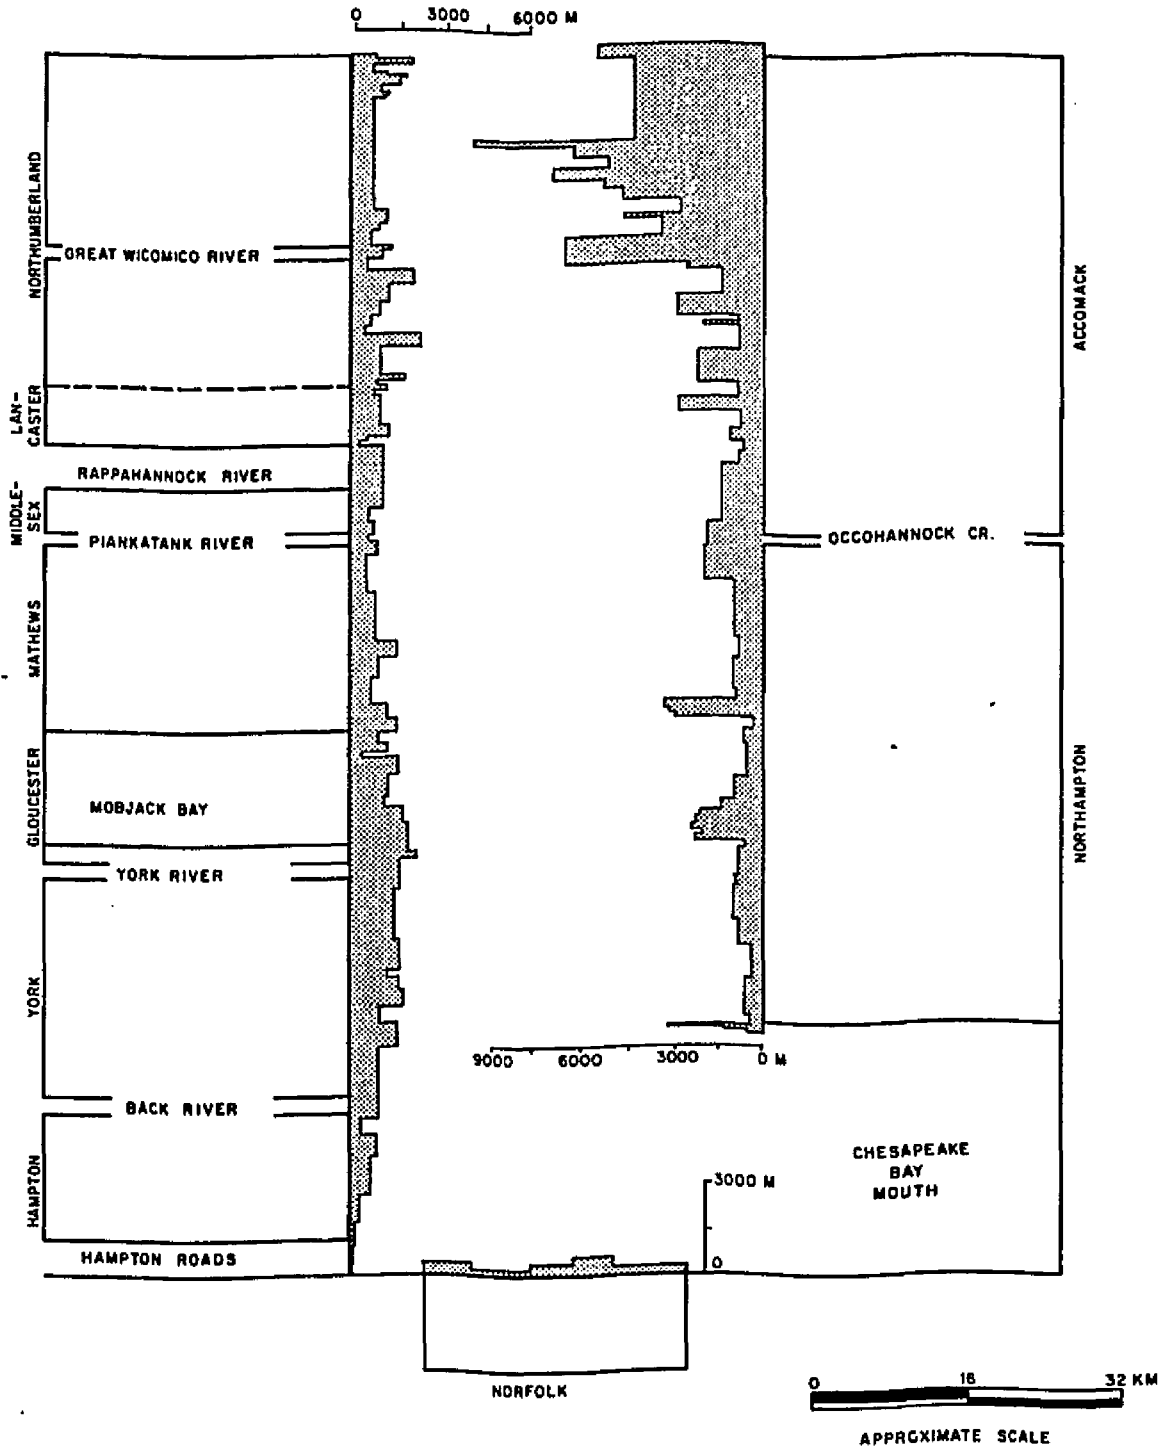 0 3000 6000 M
NORTHUMBERLAND
GREAT WICOMICO RIVER
LAN-
CASTER
RAPPAHANNOCK RIVER
MIDDLE-
SEX
PIANKATANK RIVER
MATHEWS
GLOUCESTER
MOBJACK BAY
YORK RIVER
YORK
BACK RIVER
HAMPTON
HAMPTON ROADS
ACCOMACK
OCCOHANNOCK CR.
NORTHAMPTON
9000 6000 3000 0 M
CHESAPEAKE
BAY
MOUTH
3000 M
0
NORFOLK
0 16 32 KM
APPROXIMATE SCALE